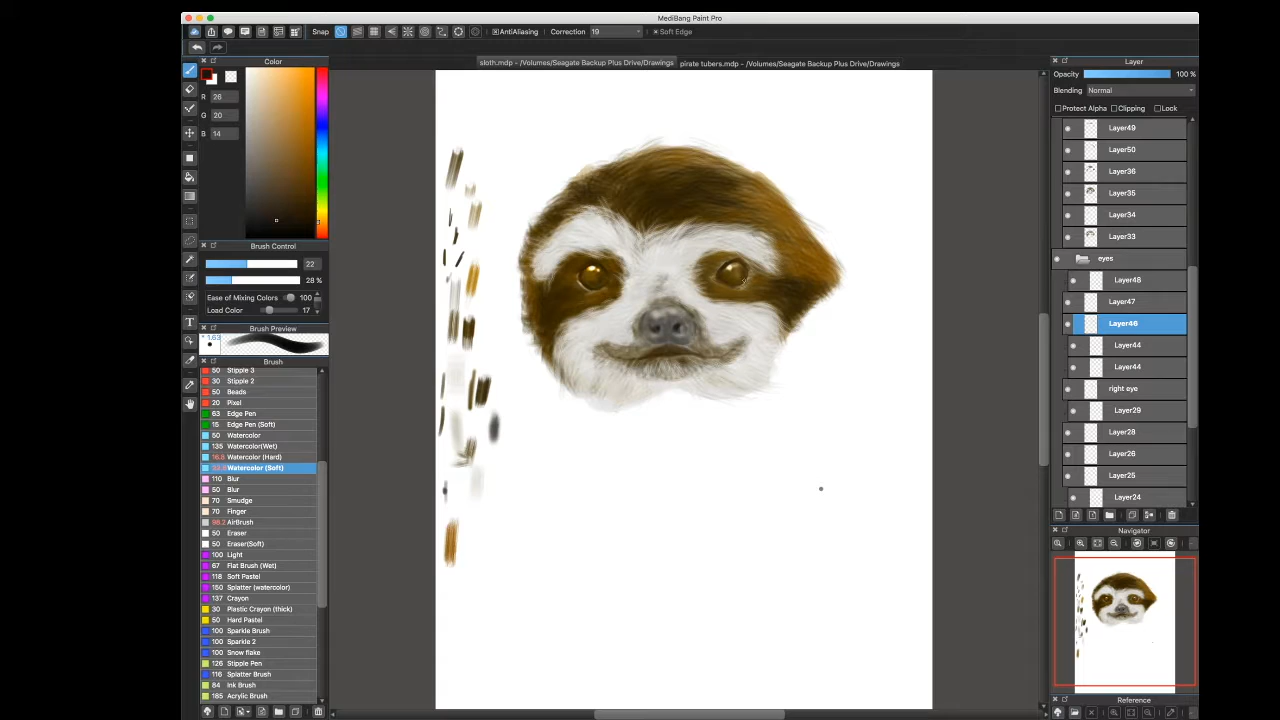 MediBang Paint Pro
Snap AntiAliasing Correction 19 Soft Edge
sloth.mdp - /Volumes/Seagate Backup Plus Drive/Drawings pirate tubers.mdp - /Volumes/Seagate Backup Plus Drive/Drawings
Color
R 26
G 20
B 14
Brush Control
22
28 %
Ease of Mixing Colors 100
Load Color 17
Brush Preview
* 1.63
Brush
50 Stipple 3
30 Stipple 2
50 Beads
20 Pixel
63 Edge Pen
15 Edge Pen (Soft)
50 Watercolor
135 Watercolor(Wet)
16.8 Watercolor (Hard)
Watercolor (Soft)
110 Blur
50 Blur
70 Smudge
70 Finger
98.2 AirBrush
50 Eraser
50 Eraser(Soft)
100 Light
67 Flat Brush (Wet)
118 Soft Pastel
150 Splatter (watercolor)
137 Crayon
30 Plastic Crayon (thick)
50 Hard Pastel
100 Sparkle Brush
100 Sparkle 2
100 Snow flake
126 Stipple Pen
116 Splatter Brush
84 Ink Brush
185 Acrylic Brush
Layer
Opacity 100 %
Blending Normal
Protect Alpha Clipping Lock
Layer49
Layer50
Layer36
Layer35
Layer34
Layer33
eyes
Layer48
Layer47
Layer46
Layer44
Layer44
right eye
Layer29
Layer28
Layer26
Layer25
Layer24
Navigator
Reference